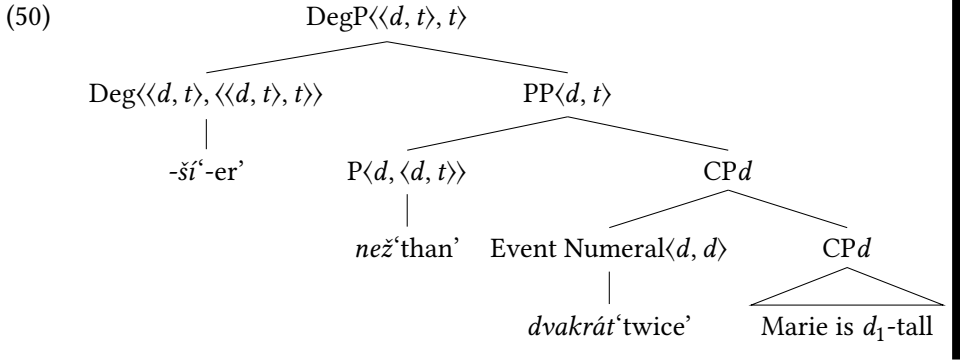 (50) DegP⟨⟨d, t⟩, t⟩
Deg⟨⟨d, t⟩, ⟨⟨d, t⟩, t⟩⟩ PP⟨d, t⟩
-ší‘-er’ P⟨d, ⟨d, t⟩⟩ CPd
než‘than’ Event Numeral⟨d, d⟩ CPd
dvakrát‘twice’ Marie is d₁-tall